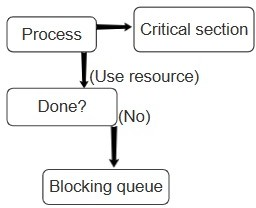 Process
Critical section
(Use resource)
Done?
(No)
Blocking queue